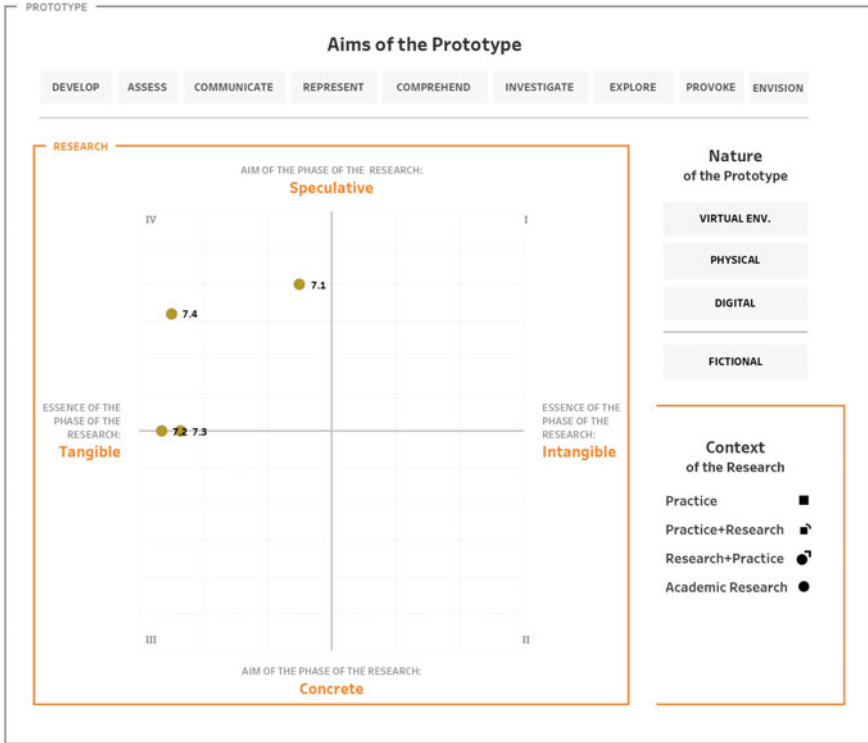 PROTOTYPE
Aims of the Prototype
DEVELOP ASSESS COMMUNICATE REPRESENT COMPREHEND INVESTIGATE EXPLORE PROVOKE ENVISION
RESEARCH
AIM OF THE PHASE OF THE RESEARCH:
Speculative
IV
I
7.1
7.4
ESSENCE OF THE
PHASE OF THE
RESEARCH:
Tangible
7.2 7.3
ESSENCE OF THE
PHASE OF THE
RESEARCH:
Intangible
III
II
AIM OF THE PHASE OF THE RESEARCH:
Concrete
Nature
of the Prototype
VIRTUAL ENV.
PHYSICAL
DIGITAL
FICTIONAL
Context
of the Research
Practice
Practice+Research
Research+Practice
Academic Research